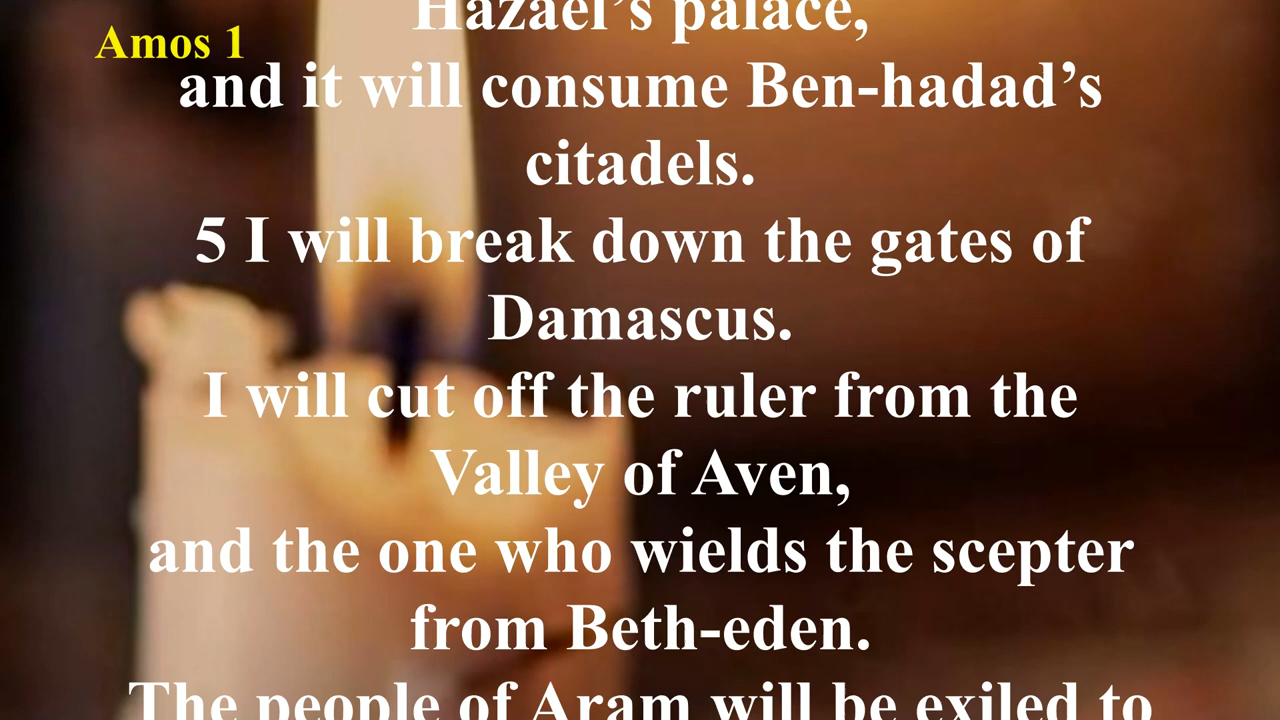 Amos 1
Hazael’s palace,
and it will consume Ben-hadad’s
citadels.
5 I will break down the gates of
Damascus.
I will cut off the ruler from the
Valley of Aven,
and the one who wields the scepter
from Beth-eden.
The people of Aram will be exiled to